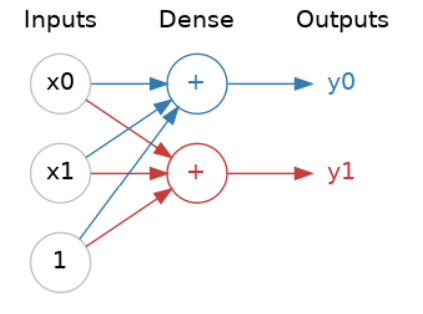 Inputs Dense Outputs
x0 + y0
x1 + y1
1